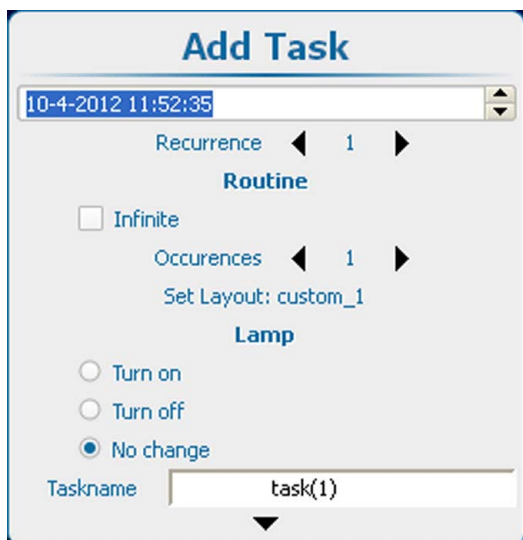 Add Task
10-4-2012 11:52:35
Recurrence 1
Routine
Infinite
Occurences 1
Set Layout: custom_1
Lamp
Turn on
Turn off
No change
Taskname task(1)